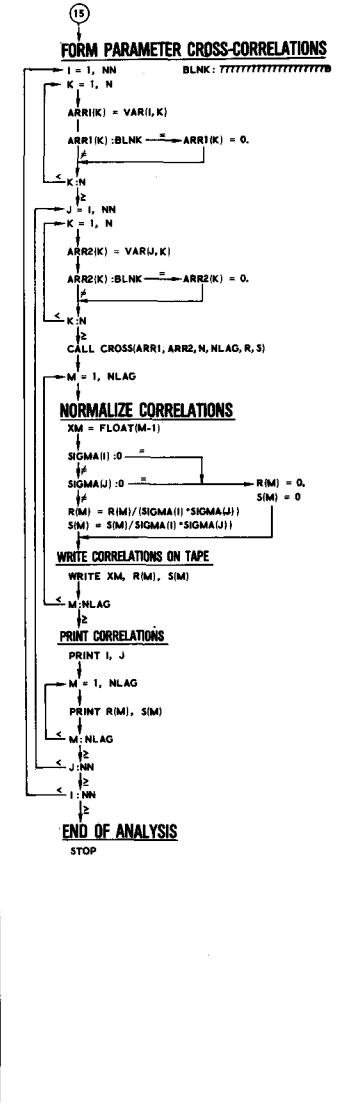 15
FORM PARAMETER CROSS-CORRELATIONS
I = 1, NN BLNK:
K = 1, N
ARR1(K) = VAR(I,K)
ARR1(K) :BLNK = ARR1(K) = 0.
≠
< K:N
≥
J = I, NN
K = 1, N
ARR2(K) = VAR(J,K)
ARR2(K) :BLNK = ARR2(K) = 0.
≠
< K:N
≥
CALL CROSS(ARR1, ARR2, N, NLAG, R, S)
M = 1, NLAG
NORMALIZE CORRELATIONS
XM = FLOAT(M-1)
SIGMA(I) :0 =
≠
SIGMA(J) :0 = R(M) = 0.
≠ S(M) = 0
R(M) = R(M)/(SIGMA(I)*SIGMA(J))
S(M) = S(M)/SIGMA(I)*SIGMA(J))
WRITE CORRELATIONS ON TAPE
WRITE XM, R(M), S(M)
< M:NLAG
≥
PRINT CORRELATIONS
PRINT I, J
M = 1, NLAG
PRINT R(M), S(M)
< M:NLAG
≥
< J:NN
≥
< I:NN
≥
END OF ANALYSIS
STOP